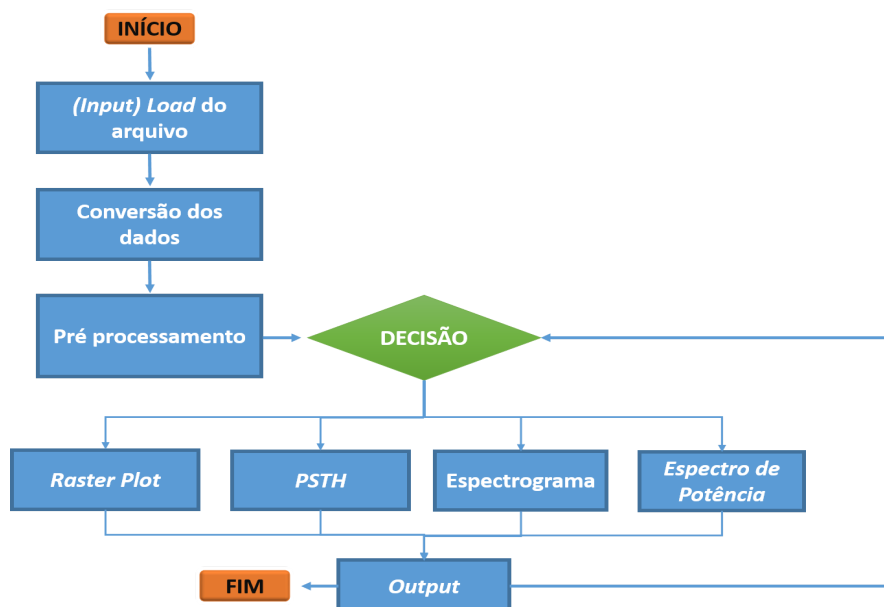 INÍCIO
(Input) Load do
arquivo
Conversão dos
dados
Pré processamento
DECISÃO
Raster Plot
PSTH
Espectrograma
Espectro de
Potência
FIM
Output